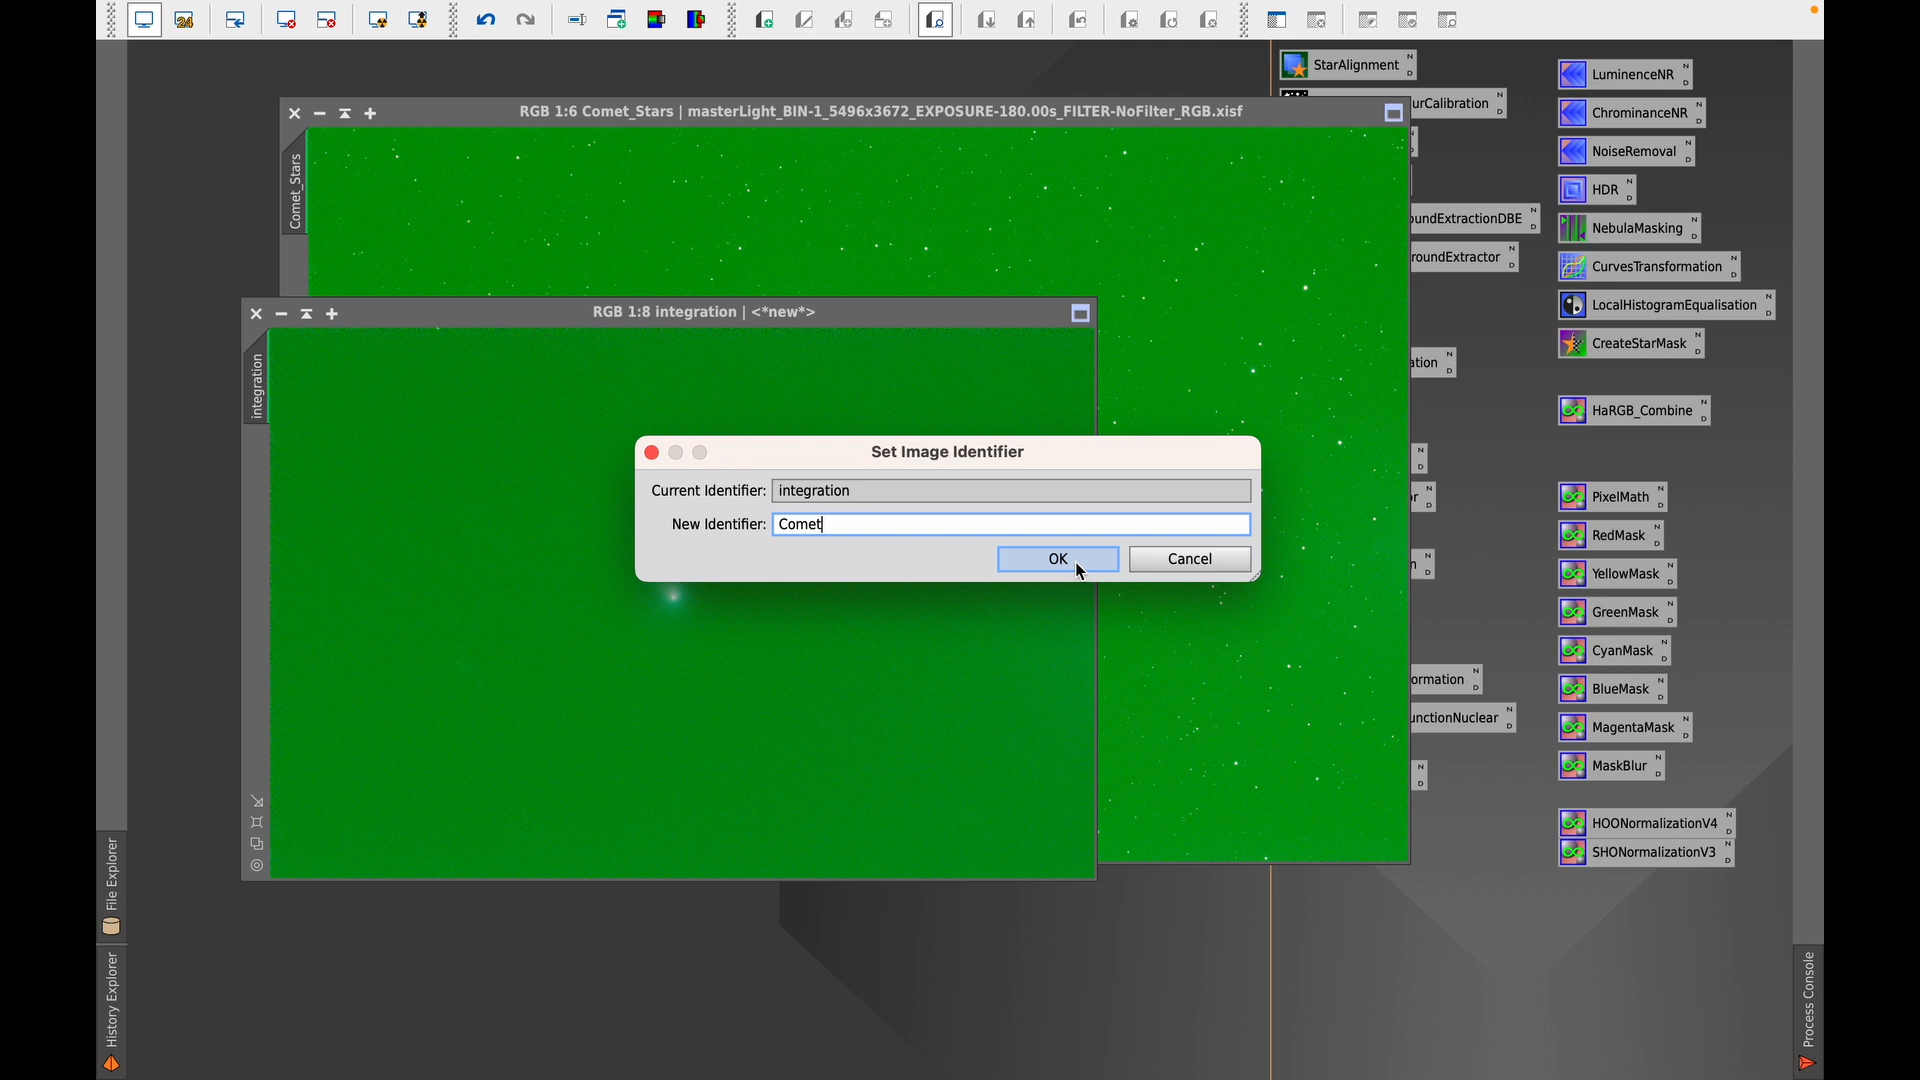 24
StarAlignment N D
LuminenceNR N D
RGB 1:6 Comet_Stars | masterLight_BIN-1_5496x3672_EXPOSURE-180.00s_FILTER-NoFilter_RGB.xisf
urCalibration N D
ChrominanceNR N D
NoiseRemoval N D
Comet_Stars
HDR N D
oundExtractionDBE N D
NebulaMasking N D
roundExtractor N D
CurvesTransformation N D
RGB 1:8 integration | <*new*>
LocalHistogramEqualisation N D
CreateStarMask N D
ation N D
integration
HaRGB_Combine N D
Set Image Identifier
Current Identifier: integration
New Identifier: Comet
OK
Cancel
or N D
PixelMath N D
RedMask N D
n N D
YellowMask N D
GreenMask N D
CyanMask N D
ormation N D
BlueMask N D
unctionNuclear N D
MagentaMask N D
MaskBlur N D
HOONormalizationV4 N D
SHONormalizationV3 N D
File Explorer
History Explorer
Process Console